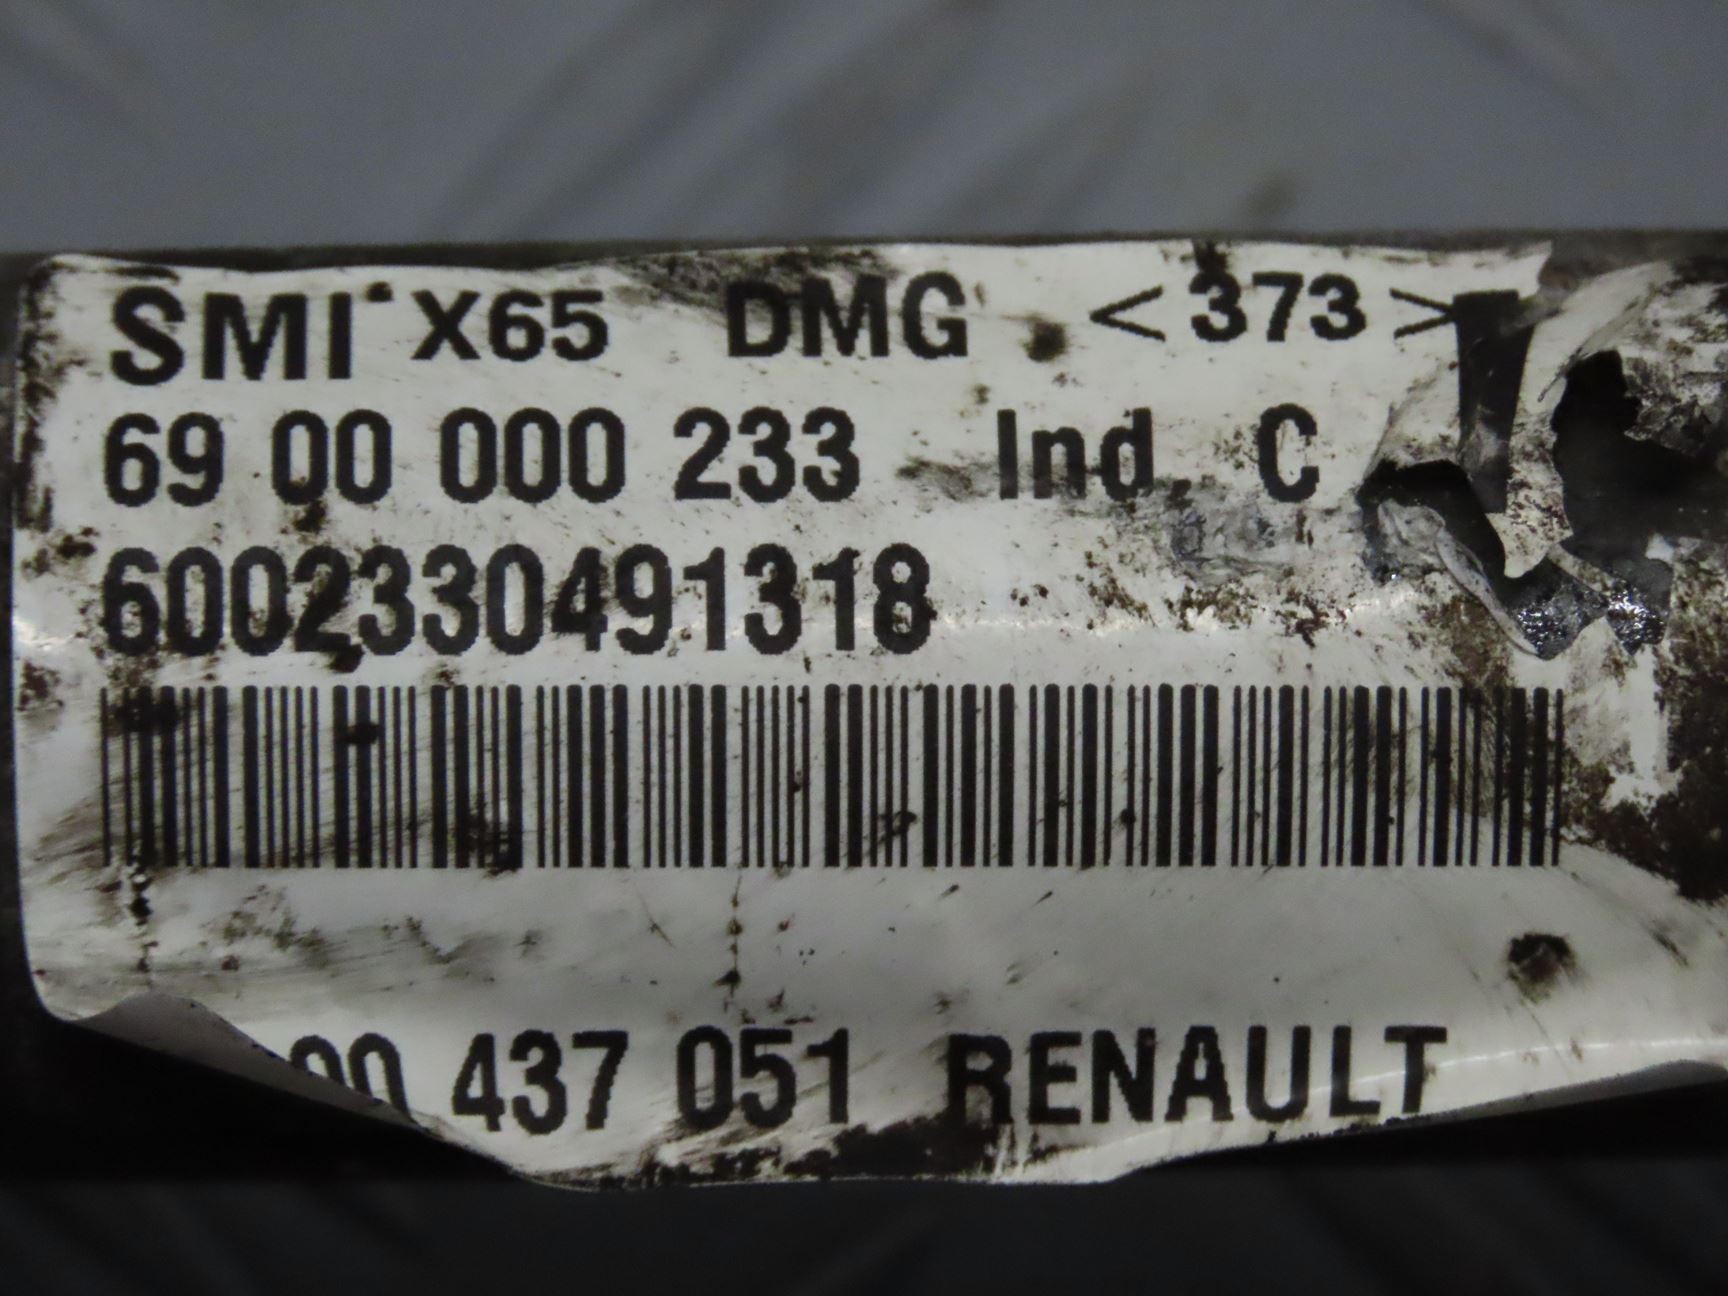 SMI X65 DMG <373>
69 00 000 233 Ind. C
6002330491318
00 437 051 RENAULT